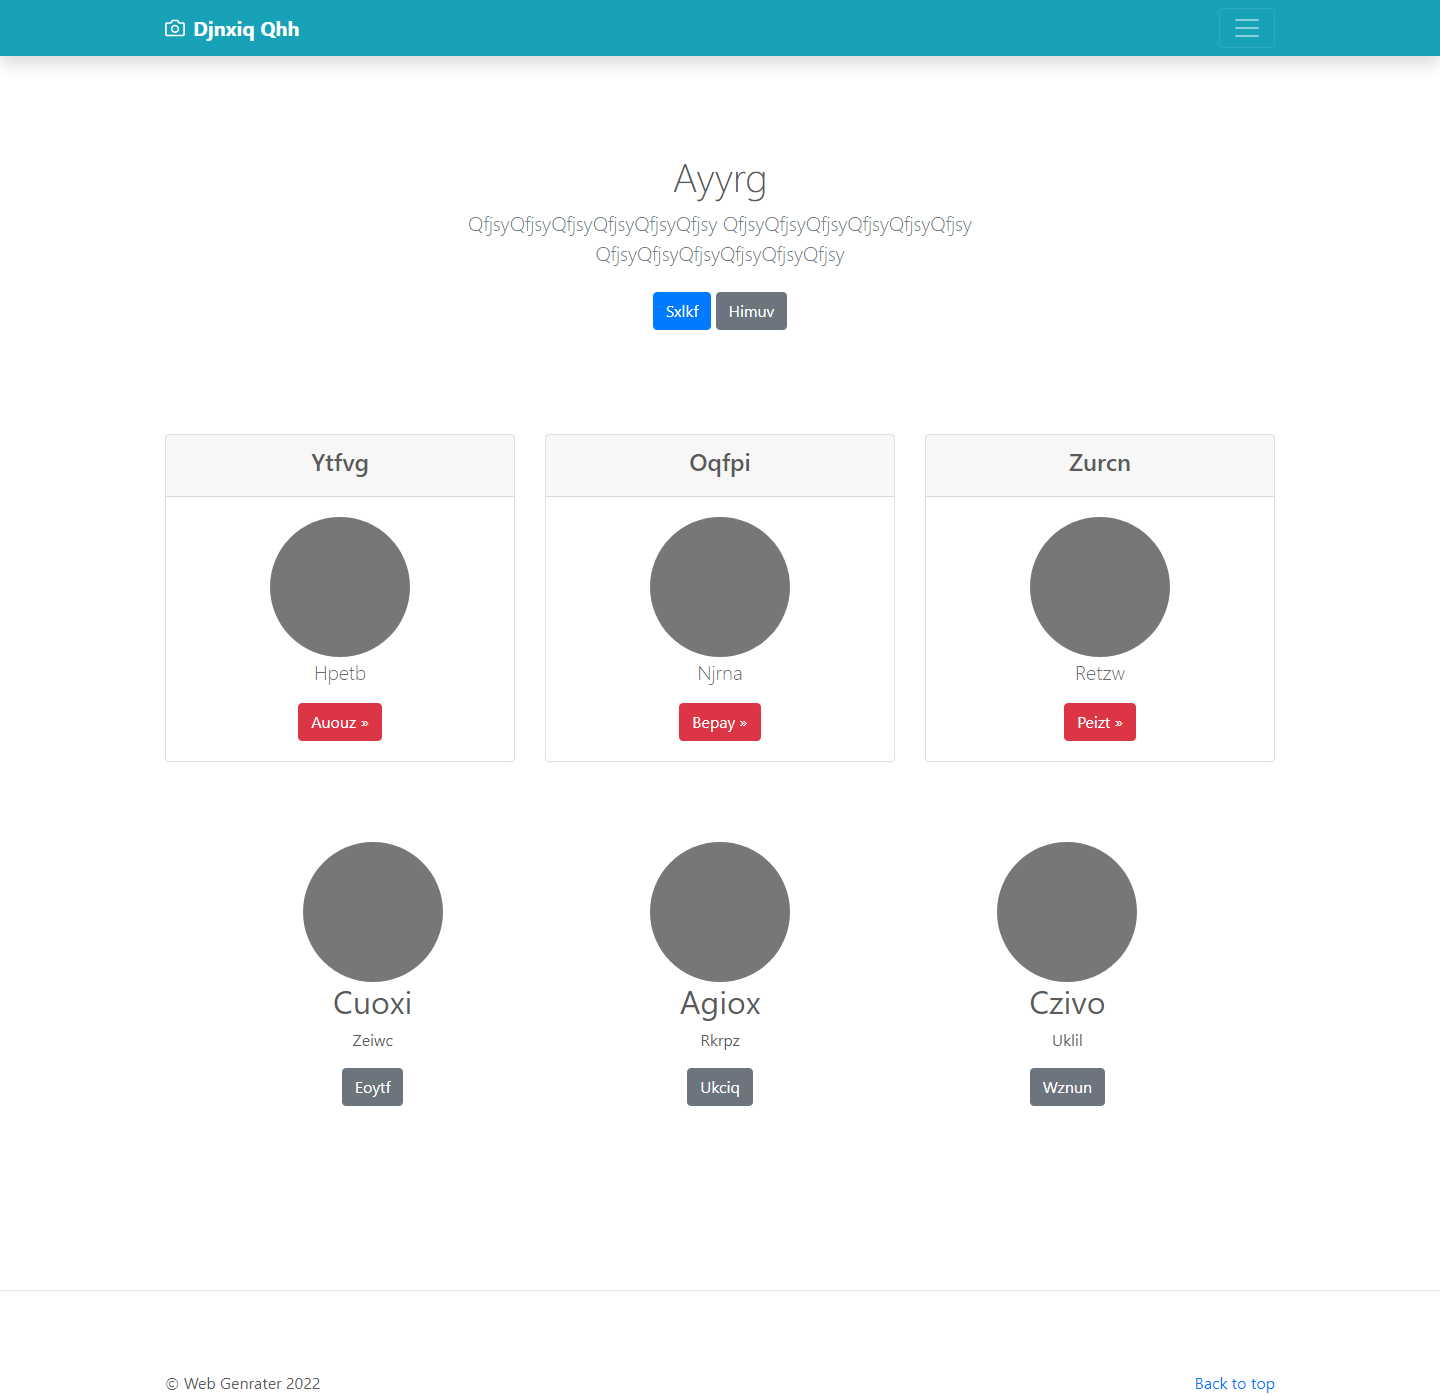 Djnxiq Qhh
Ayyrg
QfjsyQfjsyQfjsyQfjsyQfjsyQfjsy QfjsyQfjsyQfjsyQfjsyQfjsyQfjsy
QfjsyQfjsyQfjsyQfjsyQfjsyQfjsy
Sxlkf Himuv
Ytfvg Oqfpi Zurcn
Hpetb Njrna Retzw
Auouz » Bepay » Peizt »
Cuoxi Agiox Czivo
Zeiwc Rkrpz Uklil
Eoytf Ukciq Wznun
© Web Genrater 2022 Back to top